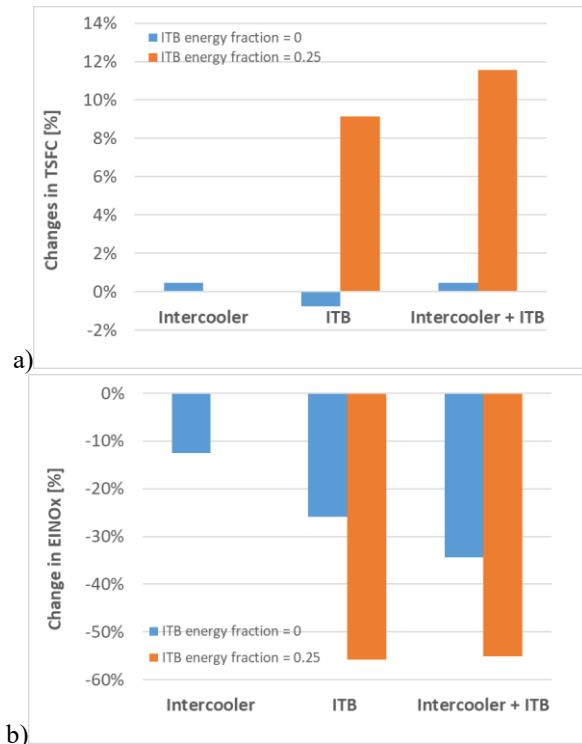 14%
ITB energy fraction = 0
ITB energy fraction = 0.25
12%
10%
8%
6%
4%
2%
0%
-2%
Changes in TSFC [%]
Intercooler ITB Intercooler + ITB
a)
0%
-10%
-20%
-30%
-40%
-50%
-60%
Change in EINOx [%]
ITB energy fraction = 0
ITB energy fraction = 0.25
Intercooler ITB Intercooler + ITB
b)